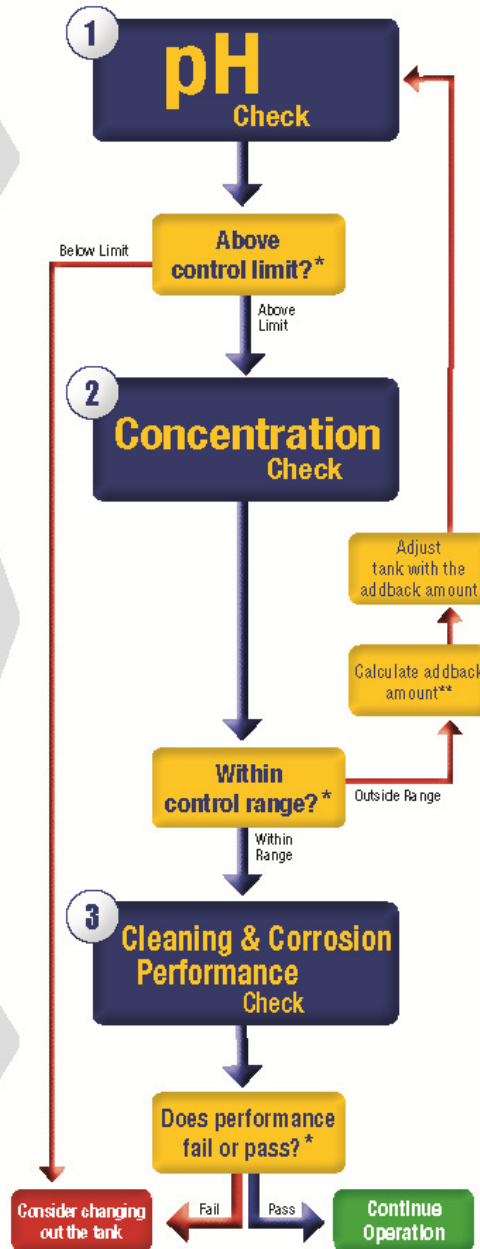 1
pH
Check
Above
control limit?*
Below Limit
Above
Limit
2
Concentration
Check
Adjust
tank with the
addback amount
Calculate addback
amount**
Within
control range?*
Outside Range
Within
Range
3
Cleaning & Corrosion
Performance
Check
Does performance
fail or pass?*
Fail
Pass
Consider changing
out the tank
Continue
Operation